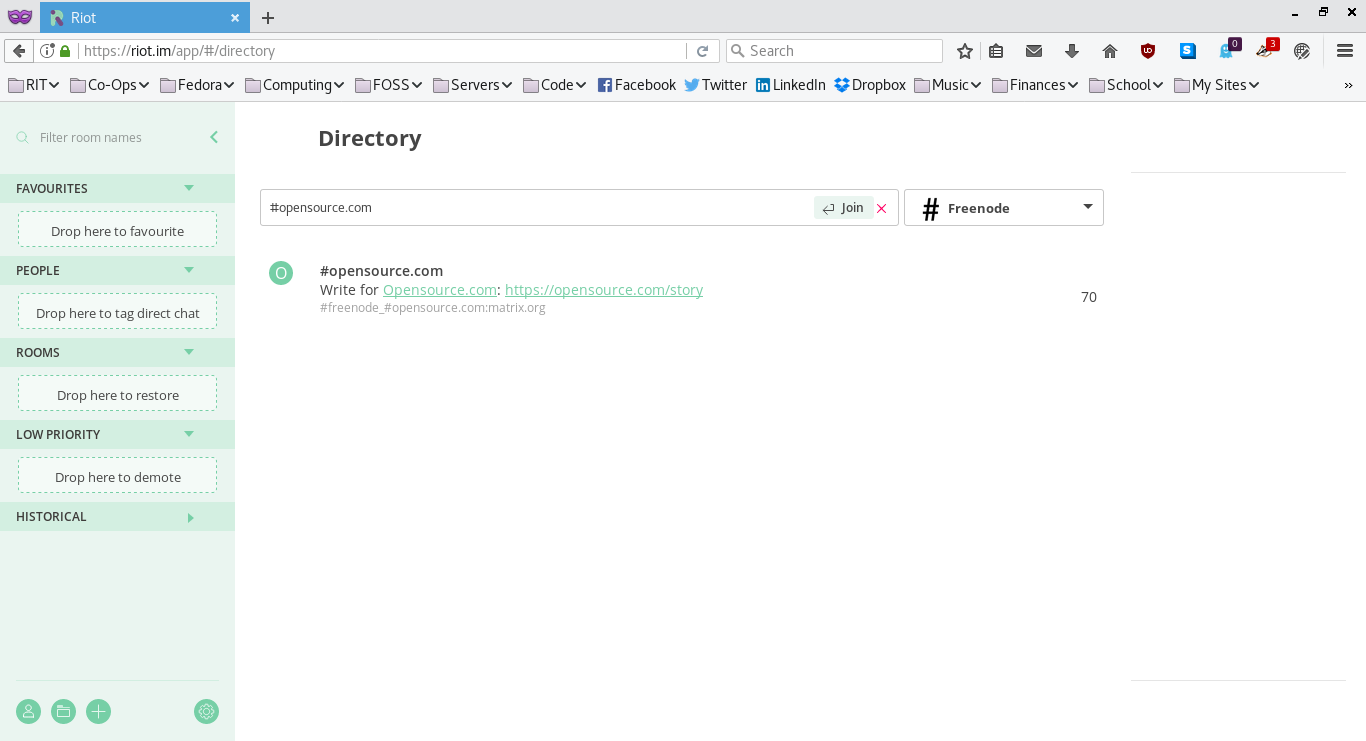 Riot
https://riot.im/app/#/directory
Search
0
3
RIT Co-Ops Fedora Computing FOSS Servers Code Facebook Twitter LinkedIn Dropbox Music Finances School My Sites »
Filter room names
FAVOURITES
Drop here to favourite
PEOPLE
Drop here to tag direct chat
ROOMS
Drop here to restore
LOW PRIORITY
Drop here to demote
HISTORICAL
Directory
#opensource.com
Join
# Freenode
O
#opensource.com
Write for Opensource.com: https://opensource.com/story
#freenode_#opensource.com:matrix.org
70